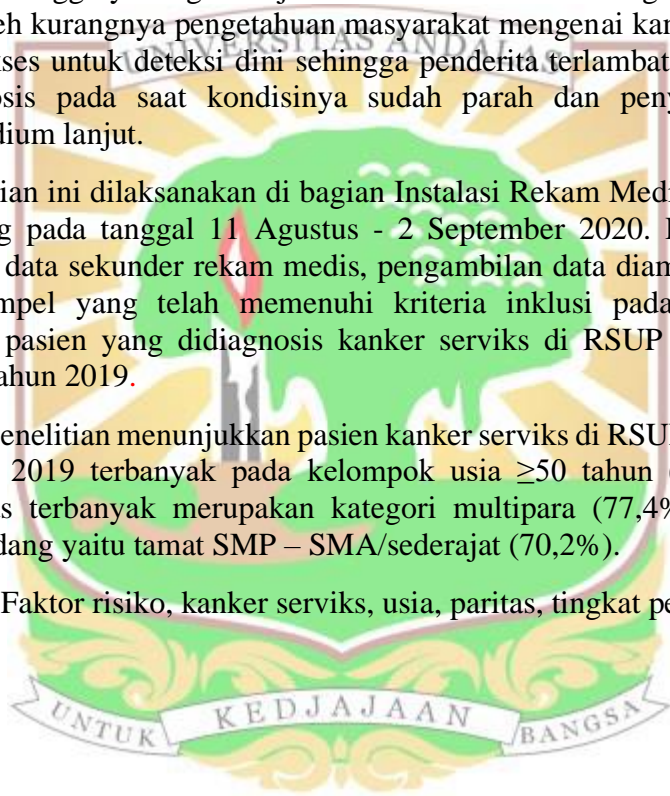 eh kurangnya pengetahuan masyarakat mengenai kan
UNIVERSITAS ANDALAS
kses untuk deteksi dini sehingga penderita terlambat
osis pada saat kondisinya sudah parah dan peny
dium lanjut.
ian ini dilaksanakan di bagian Instalasi Rekam Medi
g pada tanggal 11 Agustus - 2 September 2020.
data sekunder rekam medis, pengambilan data diam
mpel yang telah memenuhi kriteria inklusi pada
pasien yang didiagnosis kanker serviks di RSUP
ahun 2019.
enelitian menunjukkan pasien kanker serviks di RSU
2019 terbanyak pada kelompok usia ≥50 tahun
s terbanyak merupakan kategori multipara (77,4%
dang yaitu tamat SMP – SMA/sederajat (70,2%).
Faktor risiko, kanker serviks, usia, paritas, tingkat pe
UNTUK KEDJAJAAN BANGSA